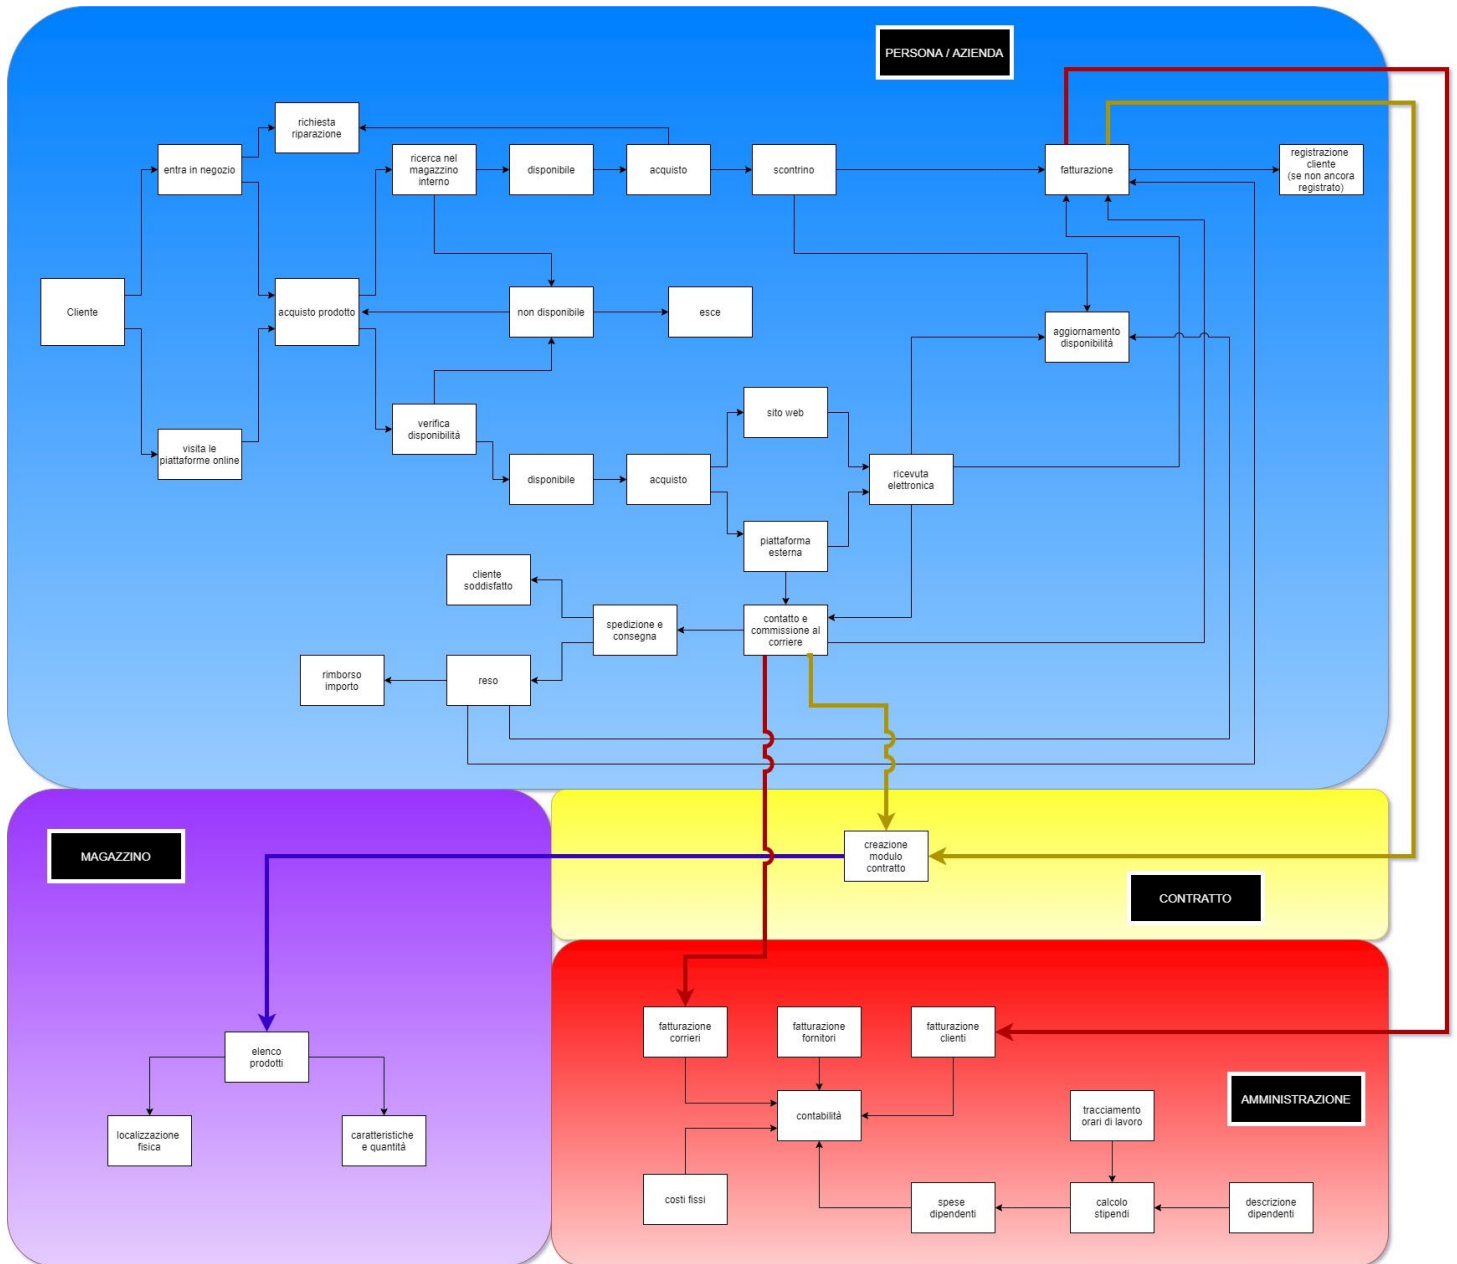 PERSONA / AZIENDA
richiesta
riparazione
entra in negozio
ricerca nel
magazzino
interno
disponibile
acquisto
scontrino
fatturazione
registrazione
cliente
(se non ancora
registrato)
Cliente
acquisto prodotto
non disponibile
esce
aggiornamento
disponibilità
visita le
piattaforme online
verifica
disponibilità
sito web
disponibile
acquisto
ricevuta
elettronica
piattaforma
esterna
cliente
soddisfatto
spedizione e
consegna
contatto e
commissione al
corriere
rimborso
importo
reso
MAGAZZINO
creazione
modulo
contratto
CONTRATTO
elenco
prodotti
localizzazione
fisica
caratteristiche
e quantità
fatturazione
corrieri
fatturazione
fornitori
fatturazione
clienti
AMMINISTRAZIONE
contabilità
tracciamento
orari di lavoro
costi fissi
spese
dipendenti
calcolo
stipendi
descrizione
dipendenti